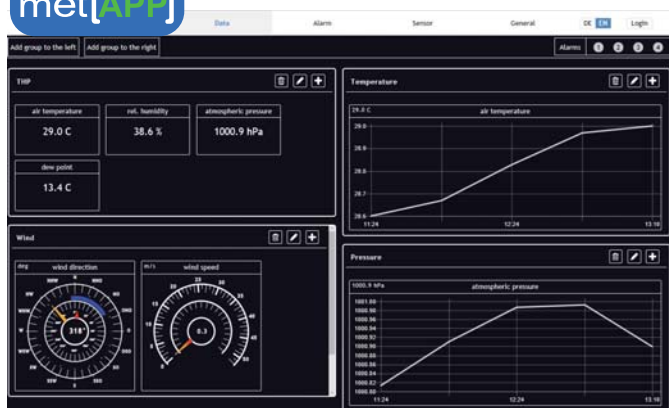 met[APP]
Data Alarm Sensor General DE EN Login
Add group to the left Add group to the right Alarms 1 2 3 4
THP
air temperature rel. humidity atmospheric pressure
29.0 C 38.6 % 1000.9 hPa
dew point
13.4 C
Wind
deg wind direction m/s wind speed
318° 0.3
Temperature
29.0 C air temperature
29.0
28.9
28.8
28.7
28.6
11:24 12:24 13:18
Pressure
1000.9 hPa atmospheric pressure
1001.00
1000.98
1000.96
1000.94
1000.92
1000.90
1000.88
1000.86
1000.84
1000.82
1000.80
11:24 12:24 13:18